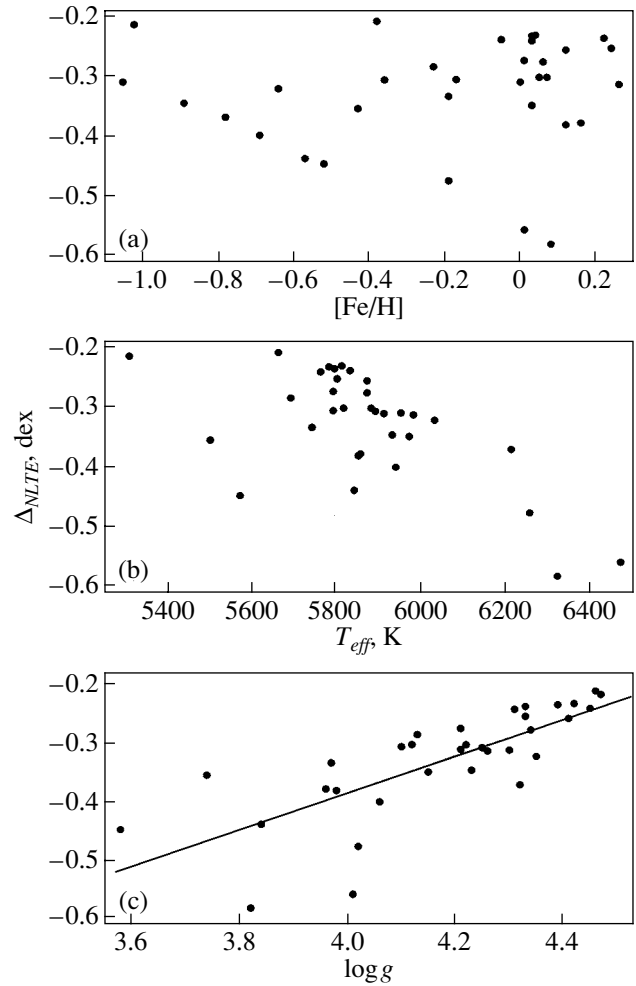 −0.2
−0.3
−0.4
−0.5
−0.6
(a)
−1.0 −0.8 −0.6 −0.4 −0.2 0 0.2
[Fe/H]
−0.2
−0.3
−0.4
−0.5
−0.6
Δ_NLTE, dex
(b)
5400 5600 5800 6000 6200 6400
T_eff, K
−0.2
−0.3
−0.4
−0.5
−0.6
(c)
3.6 3.8 4.0 4.2 4.4
log g